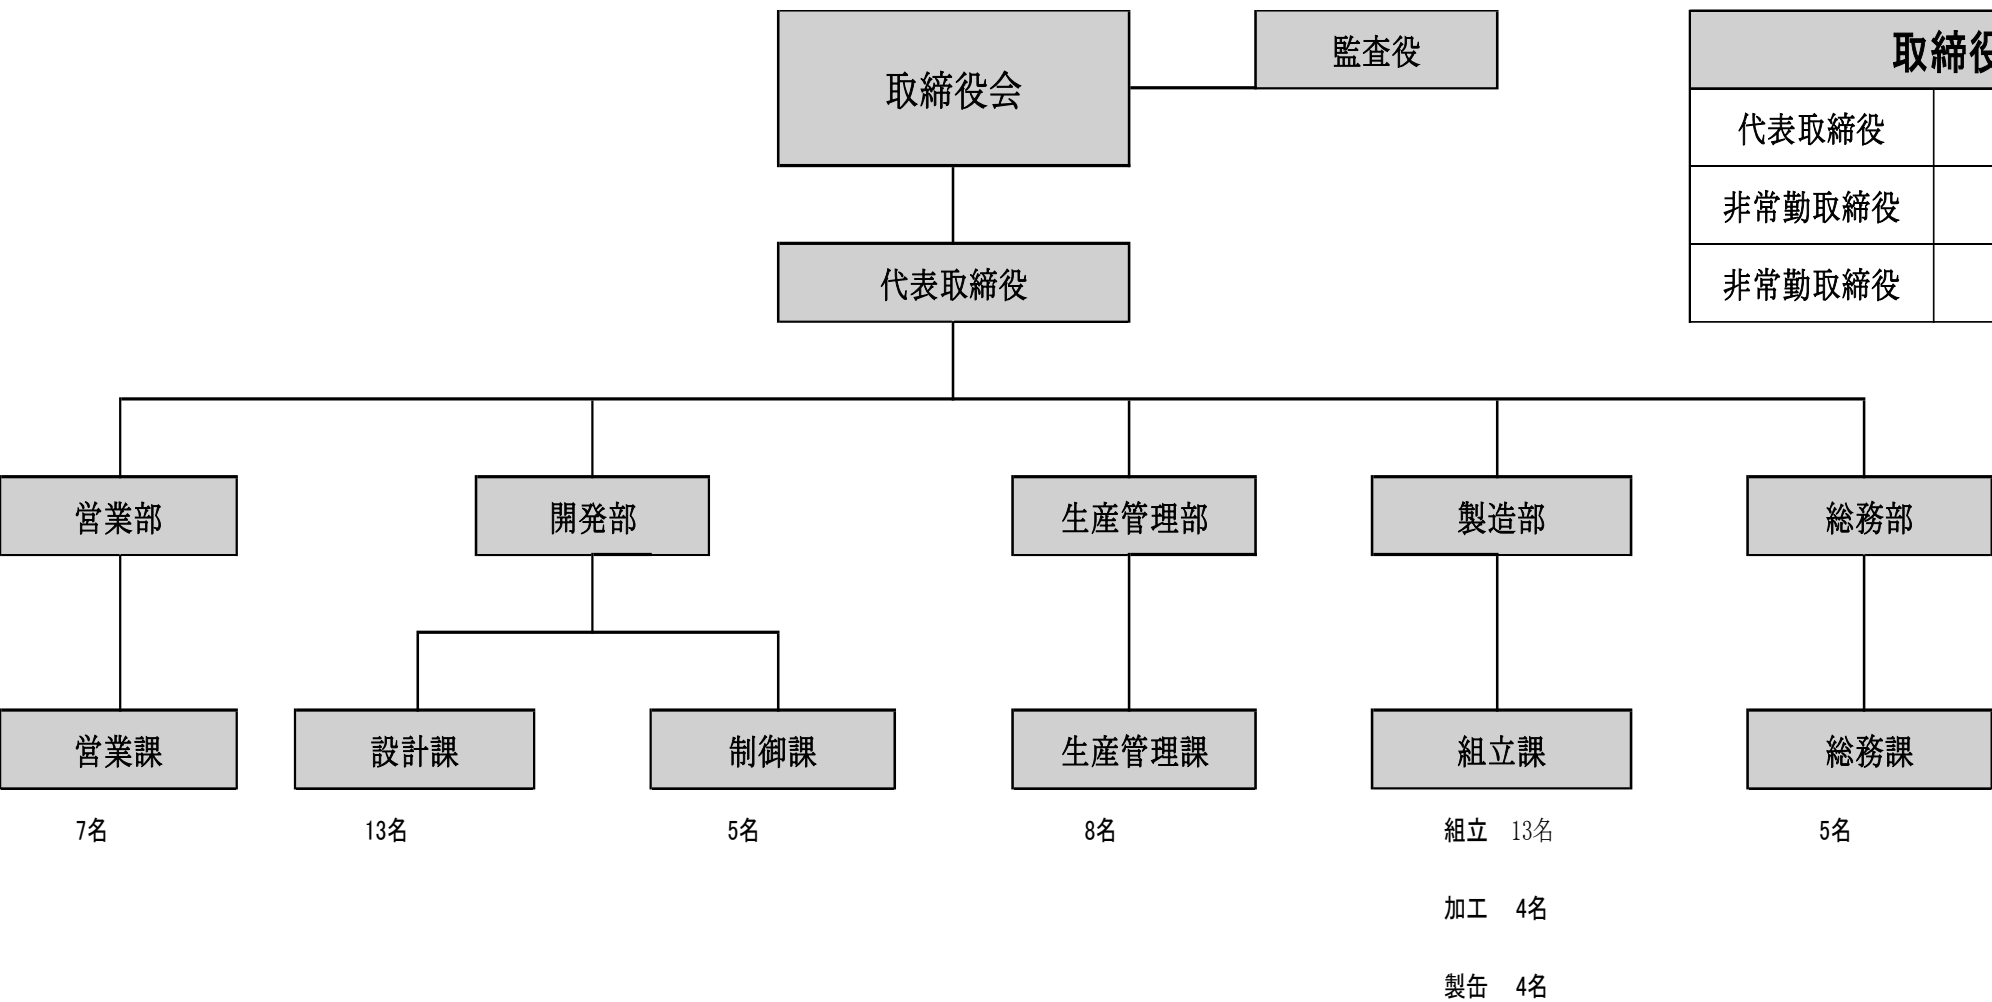 取締役会
監査役
取締役
代表取締役
非常勤取締役
非常勤取締役
代表取締役
営業部
開発部
生産管理部
製造部
総務部
営業課
設計課
制御課
生産管理課
組立課
総務課
7名
13名
5名
8名
組立 13名
5名
加工 4名
製缶 4名